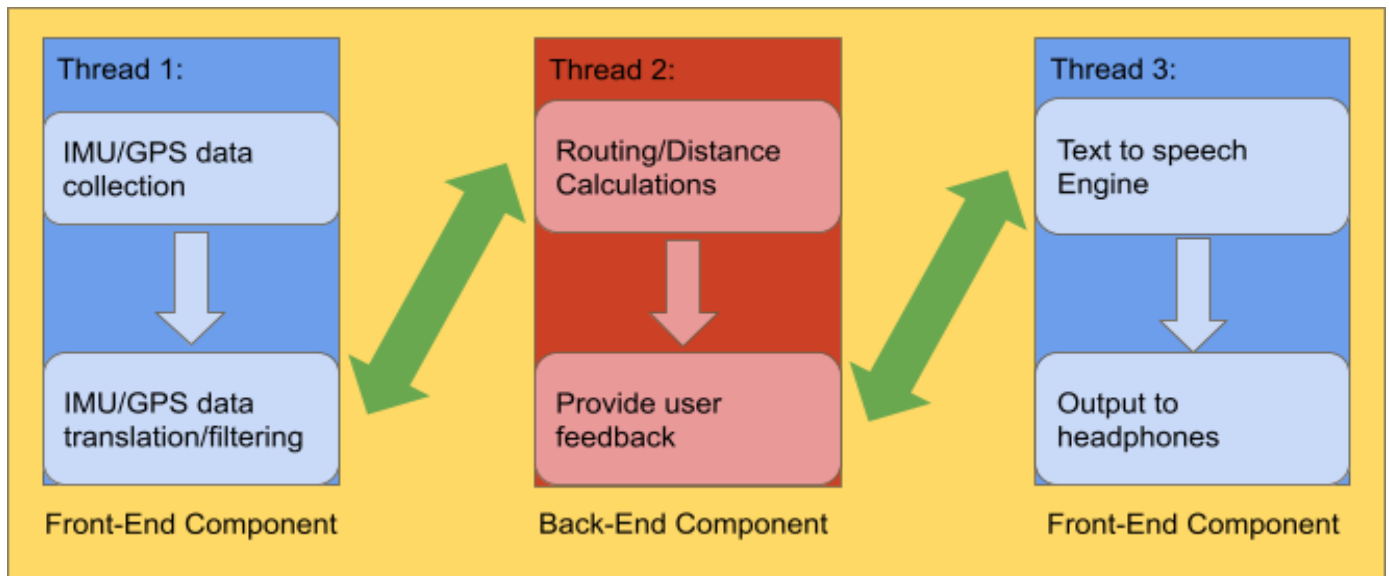 Thread 1:
IMU/GPS data
collection
IMU/GPS data
translation/filtering
Front-End Component
Thread 2:
Routing/Distance
Calculations
Provide user
feedback
Back-End Component
Thread 3:
Text to speech
Engine
Output to
headphones
Front-End Component